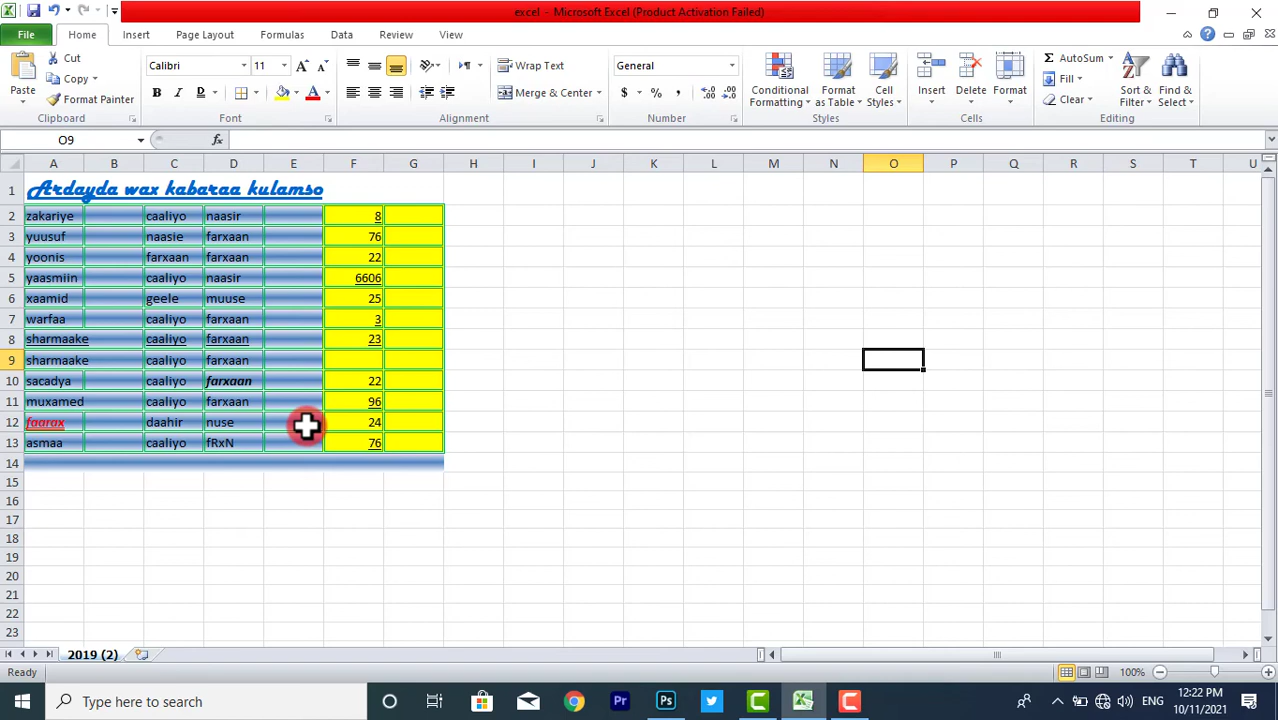 excel - Microsoft Excel (Product Activation Failed)
File Home Insert Page Layout Formulas Data Review View
Paste
Cut
Copy
Format Painter
Clipboard
Calibri 11
B I D
Font
Wrap Text
Merge & Center
Alignment
General
$ % ,
Number
Conditional Formatting
Format as Table
Cell Styles
Styles
Insert Delete Format
Cells
AutoSum
Fill
Clear
Sort & Filter
Find & Select
Editing
O9 fx
A B C D E F G H I J K L M N O P Q R S T U
1 Ardayda wax kabaraa kulamso
2 zakariye caaliyo naasir 8
3 yuusuf naasie farxaan 76
4 yoonis farxaan farxaan 22
5 yaasmiin caaliyo naasir 6606
6 xaamid geele muuse 25
7 warfaa caaliyo farxaan 3
8 sharmaake caaliyo farxaan 23
9 sharmaake caaliyo farxaan
10 sacadya caaliyo farxaan 22
11 muxamed caaliyo farxaan 96
12 faarax daahir nuse 24
13 asmaa caaliyo fRxN 76
14
15
16
17
18
19
20
21
22
23
2019 (2)
Ready 100%
Type here to search
Pr Ps
ENG
12:22 PM
10/11/2021